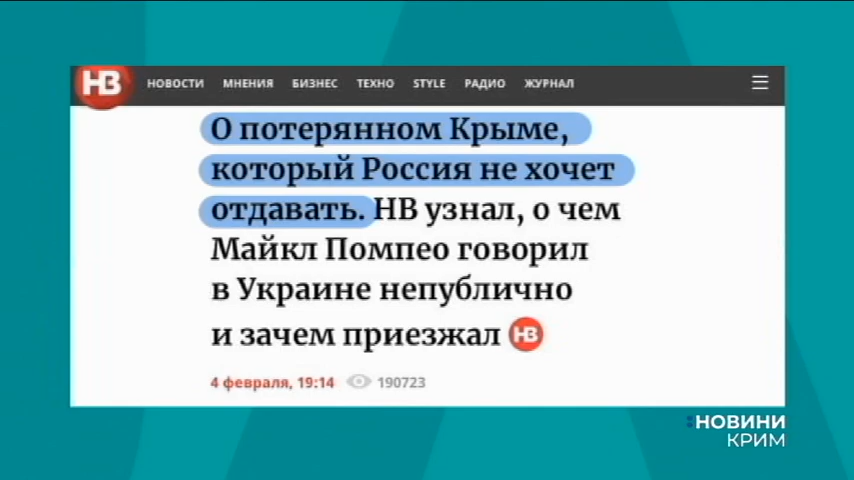 НВ НОВОСТИ МНЕНИЯ БИЗНЕС ТЕХНО STYLE РАДИО ЖУРНАЛ
О потерянном Крыме,
который Россия не хочет
отдавать. НВ узнал, о чем
Майкл Помпео говорил
в Украине непублично
и зачем приезжал НВ
4 февраля, 19:14 190723
:НОВИНИ
КРИМ